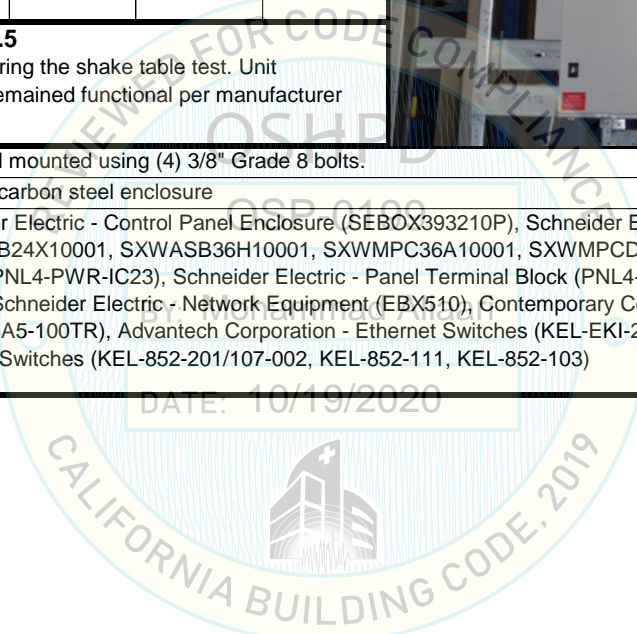 .5
ring the shake table test. Unit
emained functional per manufacturer
mounted using (4) 3/8" Grade 8 bolts.
carbon steel enclosure
r Electric - Control Panel Enclosure (SEBOX393210P), Schneider E
B24X10001, SXWASB36H10001, SXWMPC36A10001, SXWMPCD
PNL4-PWR-IC23), Schneider Electric - Panel Terminal Block (PNL4-
Schneider Electric - Network Equipment (EBX510), Contemporary Co
A5-100TR), Advantech Corporation - Ethernet Switches (KEL-EKI-2
Switches (KEL-852-201/107-002, KEL-852-111, KEL-852-103)
REVIEWED FOR CODE COMPLIANCE
OSHPD
BY: Mohammad
DATE: 10/19/2020
CALIFORNIA BUILDING CODE, 2019